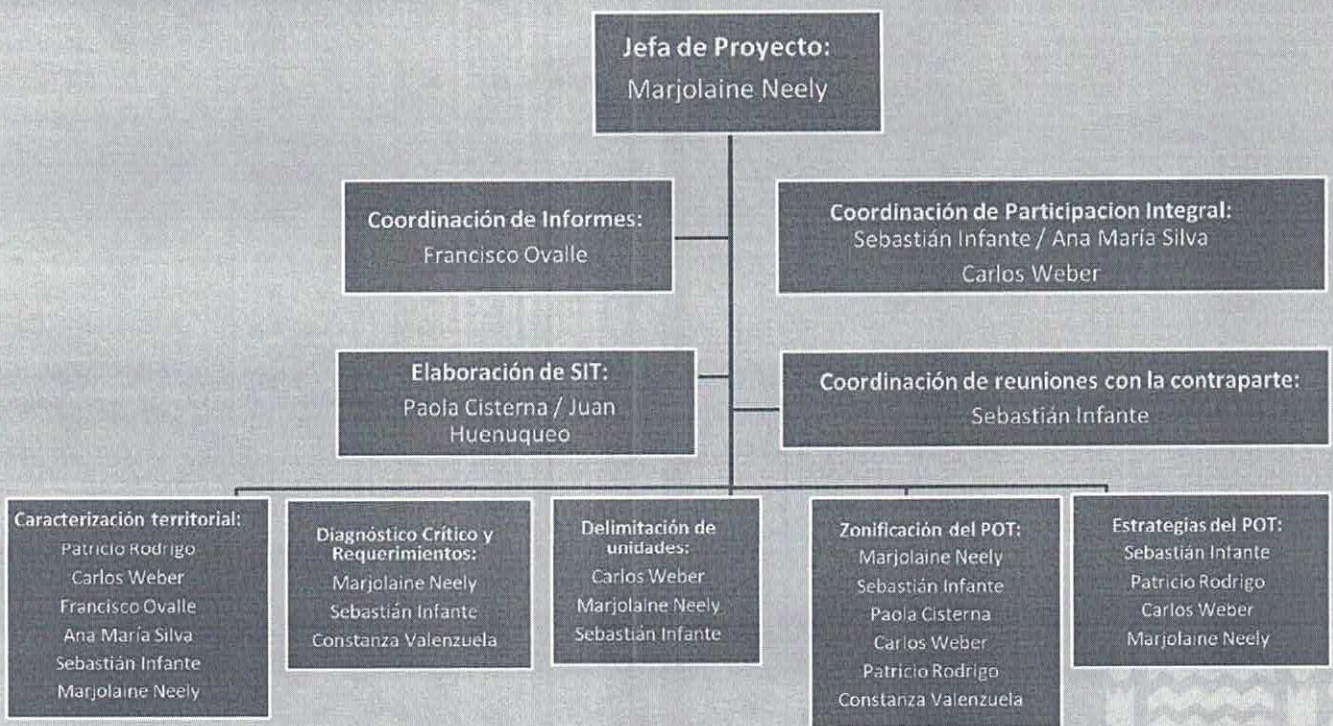 Jefa de Proyecto:
Marjolaine Neely
Coordinación de Informes:
Francisco Ovalle
Coordinación de Participacion Integral:
Sebastián Infante / Ana María Silva
Carlos Weber
Elaboración de SIT:
Paola Cisterna / Juan
Huenuqueo
Coordinación de reuniones con la contraparte:
Sebastián Infante
Caracterización territorial:
Patricio Rodrigo
Carlos Weber
Francisco Ovalle
Ana María Silva
Sebastián Infante
Marjolaine Neely
Diagnóstico Crítico y
Requerimientos:
Marjolaine Neely
Sebastián Infante
Constanza Valenzuela
Delimitación de
unidades:
Carlos Weber
Marjolaine Neely
Sebastián Infante
Zonificación del POT:
Marjolaine Neely
Sebastián Infante
Paola Cisterna
Carlos Weber
Patricio Rodrigo
Constanza Valenzuela
Estrategias del POT:
Sebastián Infante
Patricio Rodrigo
Carlos Weber
Marjolaine Neely